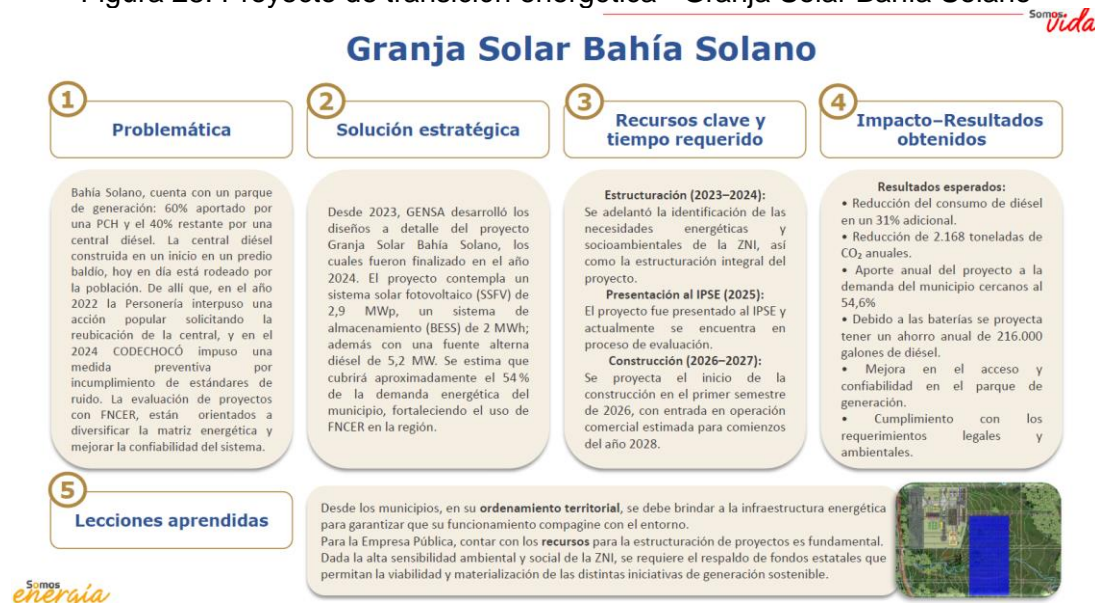 Figura 25. Proyecto de transición energética - Granja Solar Bahía Solano
Somos
vida
Granja Solar Bahía Solano
1
Problemática
2
Solución estratégica
3
Recursos clave y
tiempo requerido
4
Impacto–Resultados
obtenidos
Bahía Solano, cuenta con un parque
de generación: 60% aportado por
una PCH y el 40% restante por una
central diésel. La central diésel
construida en un inicio en un predio
baldío, hoy en día está rodeado por
la población. De allí que, en el año
2022 la Personería interpuso una
acción popular solicitando la
reubicación de la central, y en el
2024 CODECHOCÓ impuso una
medida preventiva por
incumplimiento de estándares de
ruido. La evaluación de proyectos
con FNCER, están orientados a
diversificar la matriz energética y
mejorar la confiabilidad del sistema.
Desde 2023, GENSA desarrolló los
diseños a detalle del proyecto
Granja Solar Bahía Solano, los
cuales fueron finalizado en el año
2024. El proyecto contempla un
sistema solar fotovoltaico (SSFV) de
2,9 MWp, un sistema de
almacenamiento (BESS) de 2 MWh;
además con una fuente alterna
diésel de 5,2 MW. Se estima que
cubrirá aproximadamente el 54 %
de la demanda energética del
municipio, fortaleciendo el uso de
FNCER en la región.
Estructuración (2023–2024):
Se adelantó la identificación de las
necesidades energéticas y
socioambientales de la ZNI, así
como la estructuración integral del
proyecto.
Presentación al IPSE (2025):
El proyecto fue presentado al IPSE y
actualmente se encuentra en
proceso de evaluación.
Construcción (2026–2027):
Se proyecta el inicio de la
construcción en el primer semestre
de 2026, con entrada en operación
comercial estimada para comienzos
del año 2028.
Resultados esperados:
• Reducción del consumo de diésel
en un 31% adicional.
• Reducción de 2.168 toneladas de
CO₂ anuales.
• Aporte anual del proyecto a la
demanda del municipio cercanos al
54,6%
• Debido a las baterías se proyecta
tener un ahorro anual de 216.000
galones de diésel.
• Mejora en el acceso y
confiabilidad en el parque de
generación.
• Cumplimiento con los
requerimientos legales y
ambientales.
5
Lecciones aprendidas
Desde los municipios, en su ordenamiento territorial, se debe brindar a la infraestructura energética
para garantizar que su funcionamiento compagine con el entorno.
Para la Empresa Pública, contar con los recursos para la estructuración de proyectos es fundamental.
Dada la alta sensibilidad ambiental y social de la ZNI, se requiere el respaldo de fondos estatales que
permitan la viabilidad y materialización de las distintas iniciativas de generación sostenible.
Somos
energía